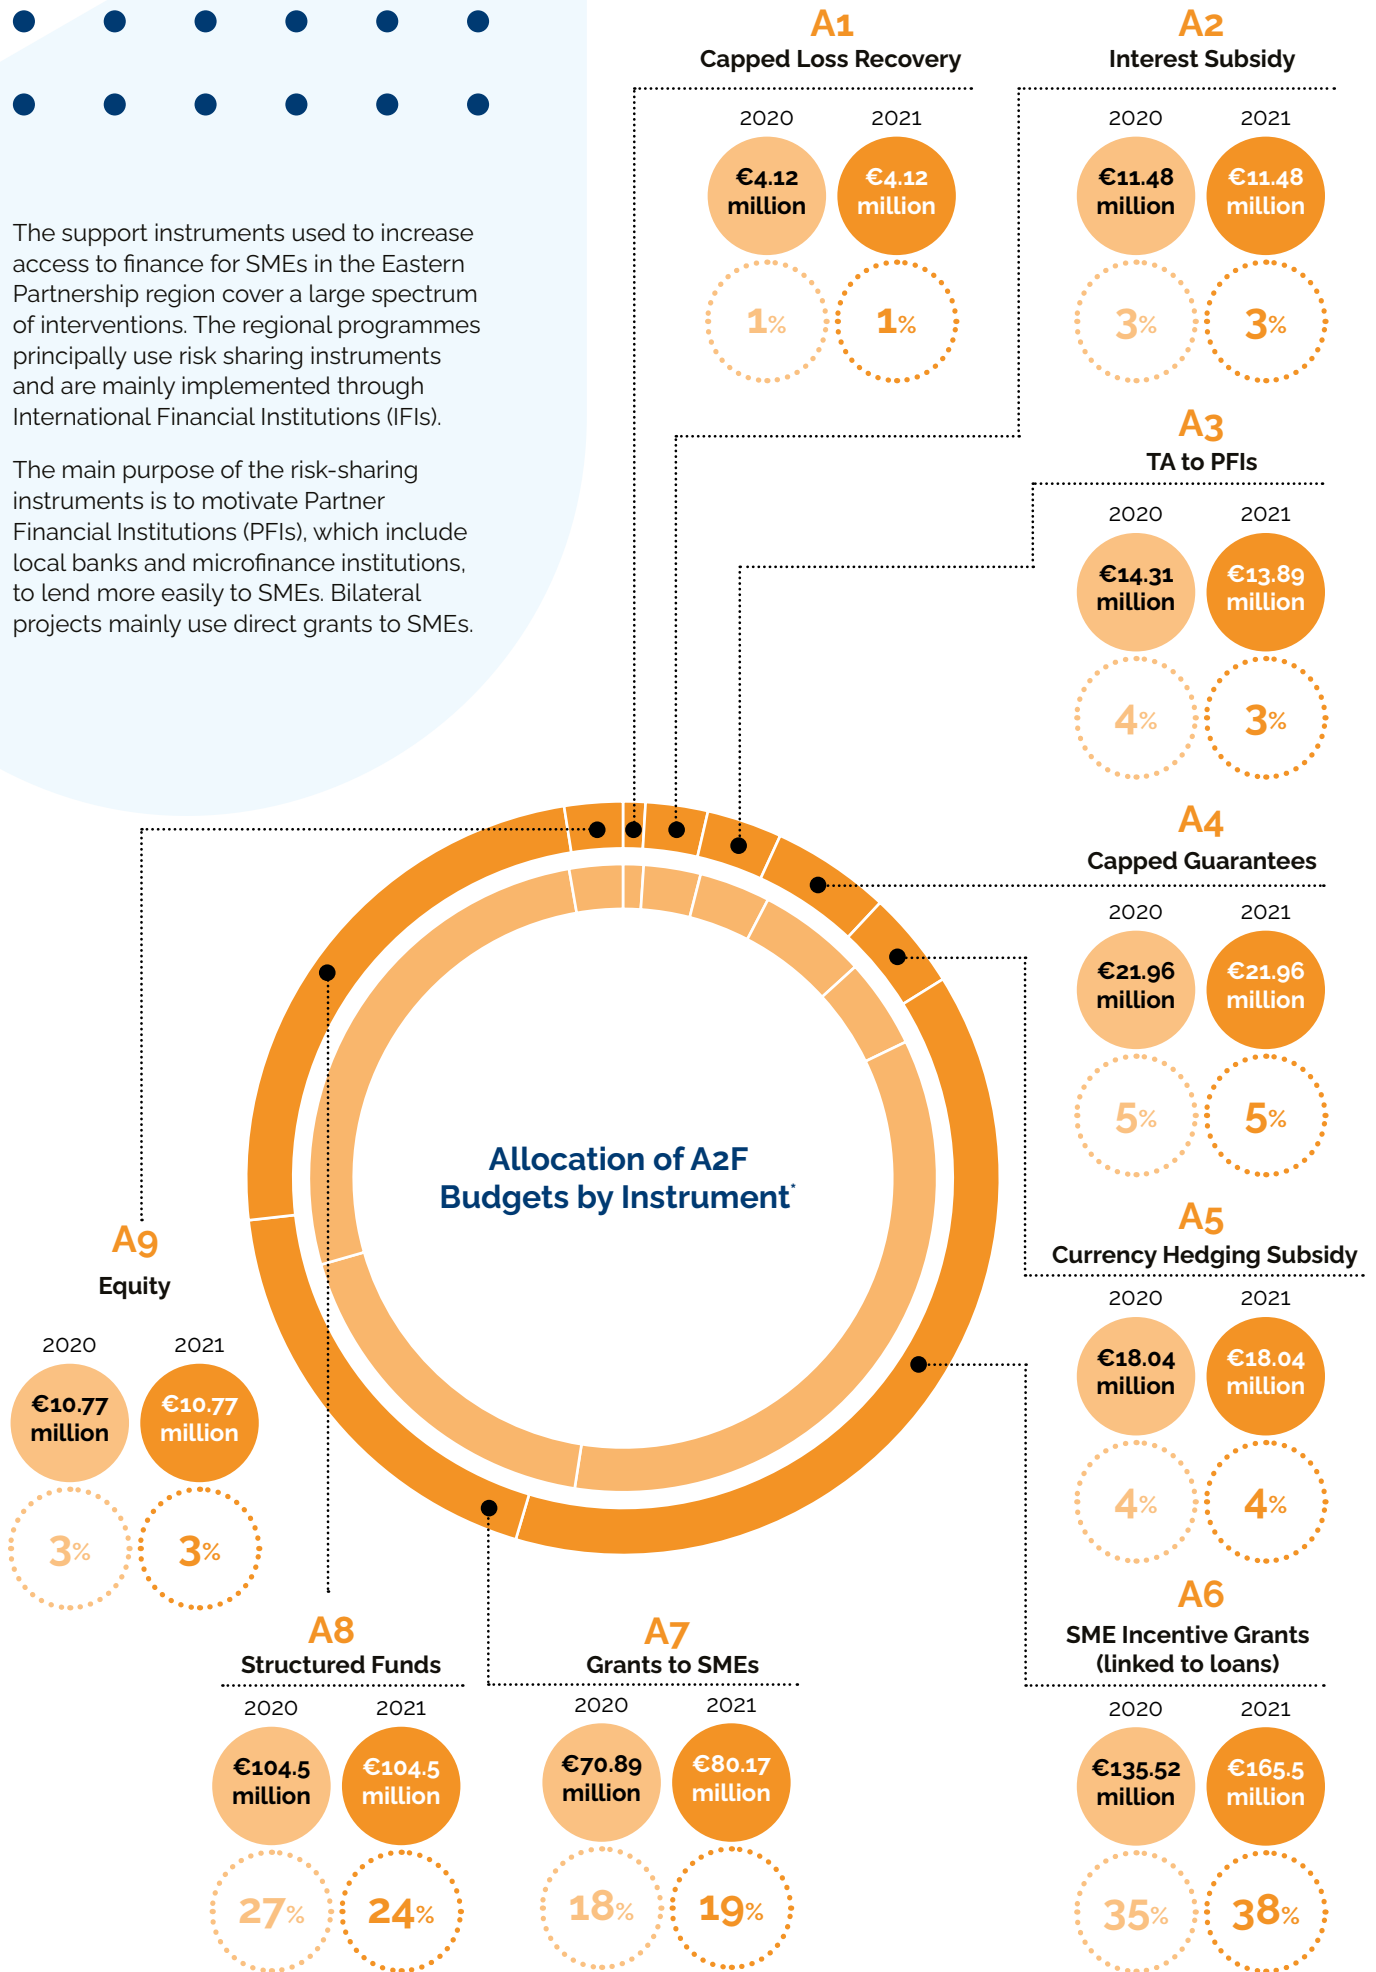 The support instruments used to increase
access to finance for SMEs in the Eastern
Partnership region cover a large spectrum
of interventions. The regional programmes
principally use risk sharing instruments
and are mainly implemented through
International Financial Institutions (IFIs).
The main purpose of the risk-sharing
instruments is to motivate Partner
Financial Institutions (PFIs), which include
local banks and microfinance institutions,
to lend more easily to SMEs. Bilateral
projects mainly use direct grants to SMEs.
A1
Capped Loss Recovery
2020 2021
€4.12 €4.12
million million
1% 1%
A2
Interest Subsidy
2020 2021
€11.48 €11.48
million million
3% 3%
A3
TA to PFIs
2020 2021
€14.31 €13.89
million million
4% 3%
A4
Capped Guarantees
2020 2021
€21.96 €21.96
million million
5% 5%
A5
Currency Hedging Subsidy
2020 2021
€18.04 €18.04
million million
4% 4%
A6
SME Incentive Grants
(linked to loans)
2020 2021
€135.52 €165.5
million million
35% 38%
Allocation of A2F
Budgets by Instrument*
A9
Equity
2020 2021
€10.77 €10.77
million million
3% 3%
A8
Structured Funds
2020 2021
€104.5 €104.5
million million
27% 24%
A7
Grants to SMEs
2020 2021
€70.89 €80.17
million million
18% 19%